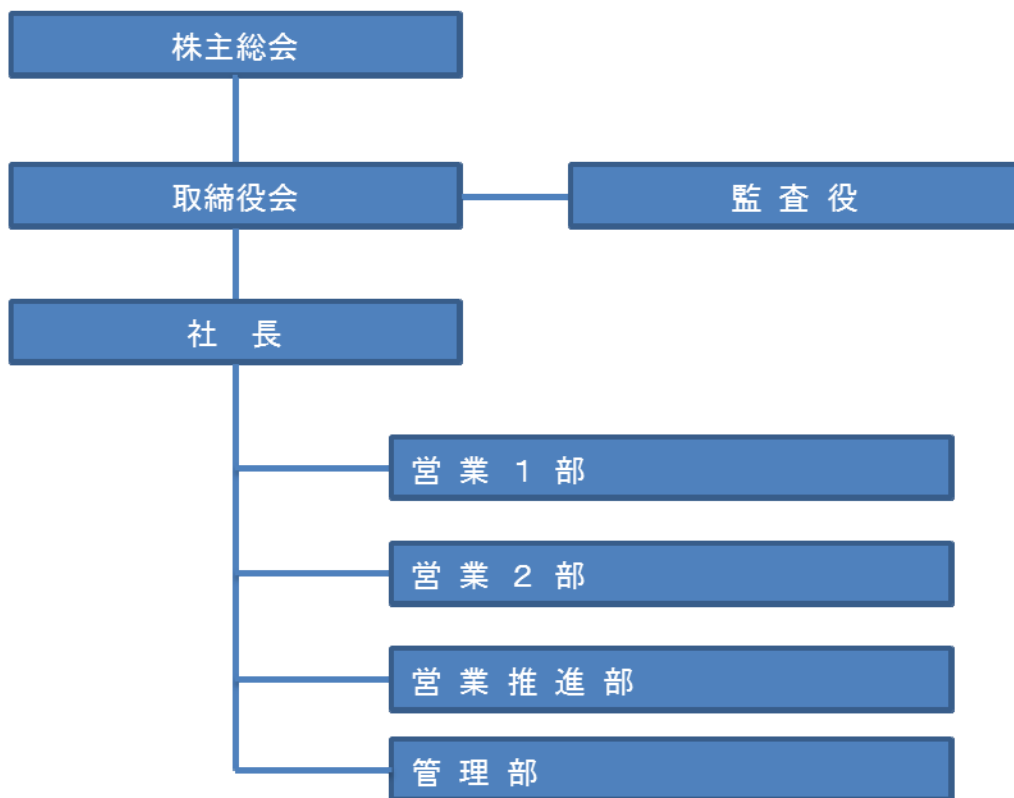 株主総会
取締役会
監 査 役
社　長
営 業 １ 部
営 業 ２ 部
営 業 推 進 部
管 理 部